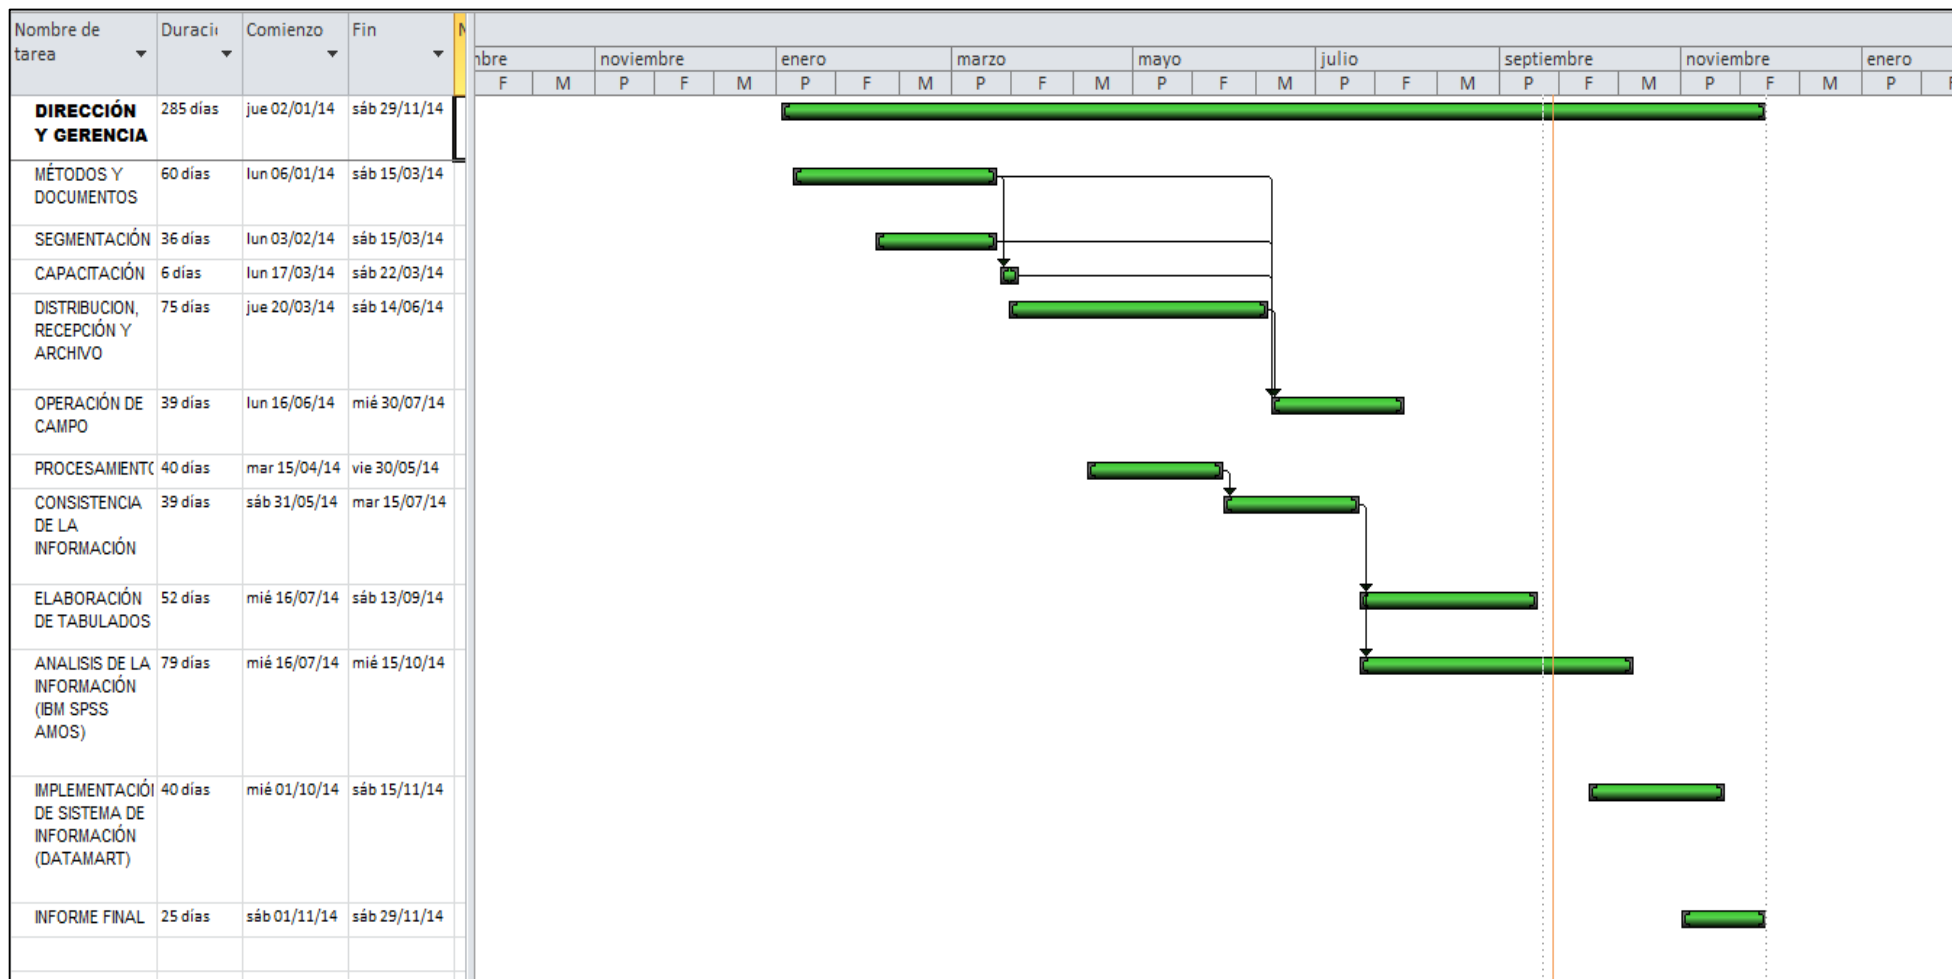 Nombre de tarea Duraci Comienzo Fin N
mbre noviembre enero marzo mayo julio septiembre noviembre enero
F M P F M P F M P F M P F M P F M P F M P F M P F
DIRECCIÓN 285 días jue 02/01/14 sáb 29/11/14
Y GERENCIA
MÉTODOS Y 60 días lun 06/01/14 sáb 15/03/14
DOCUMENTOS
SEGMENTACIÓN 36 días lun 03/02/14 sáb 15/03/14
CAPACITACIÓN 6 días lun 17/03/14 sáb 22/03/14
DISTRIBUCION, 75 días jue 20/03/14 sáb 14/06/14
RECEPCIÓN Y
ARCHIVO
OPERACIÓN DE 39 días lun 16/06/14 mié 30/07/14
CAMPO
PROCESAMIENTO 40 días mar 15/04/14 vie 30/05/14
CONSISTENCIA 39 días sáb 31/05/14 mar 15/07/14
DE LA
INFORMACIÓN
ELABORACIÓN 52 días mié 16/07/14 sáb 13/09/14
DE TABULADOS
ANALISIS DE LA 79 días mié 16/07/14 mié 15/10/14
INFORMACIÓN
(IBM SPSS
AMOS)
IMPLEMENTACIÓI 40 días mié 01/10/14 sáb 15/11/14
DE SISTEMA DE
INFORMACIÓN
(DATAMART)
INFORME FINAL 25 días sáb 01/11/14 sáb 29/11/14